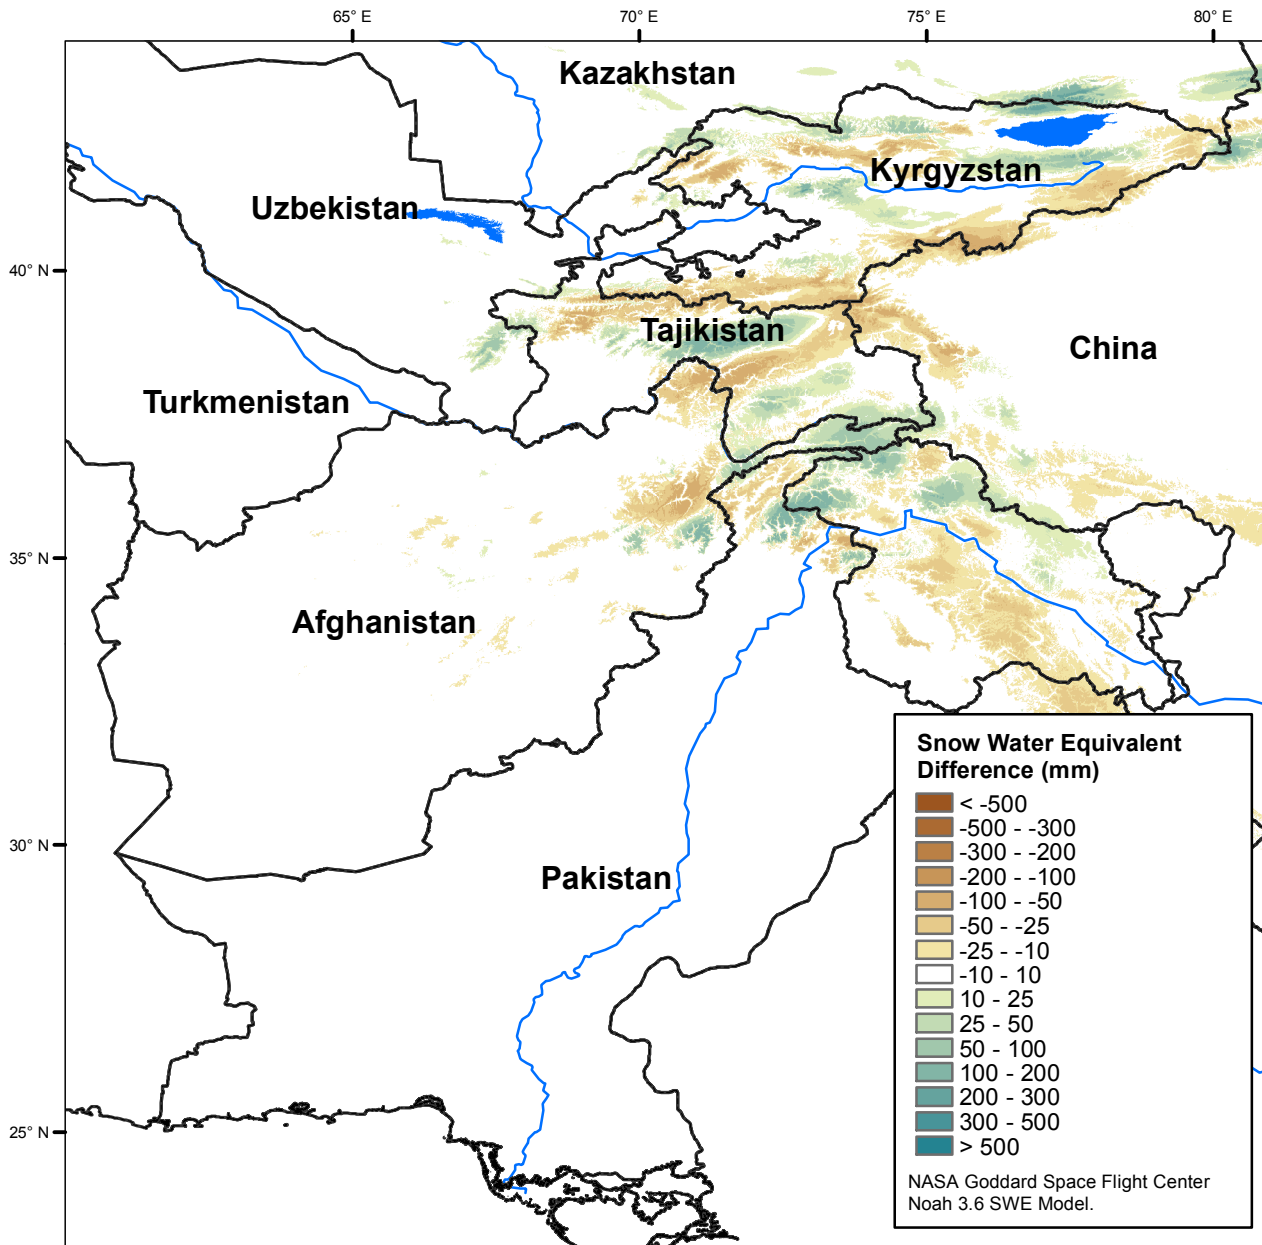 65° E
70° E
75° E
80° E
Kazakhstan
Kyrgyzstan
Uzbekistan
40° N
Tajikistan
China
Turkmenistan
35° N
Afghanistan
30° N
Pakistan
25° N
Snow Water Equivalent
Difference (mm)
< -500
-500 - -300
-300 - -200
-200 - -100
-100 - -50
-50 - -25
-25 - -10
-10 - 10
10 - 25
25 - 50
50 - 100
100 - 200
200 - 300
300 - 500
> 500
NASA Goddard Space Flight Center
Noah 3.6 SWE Model.